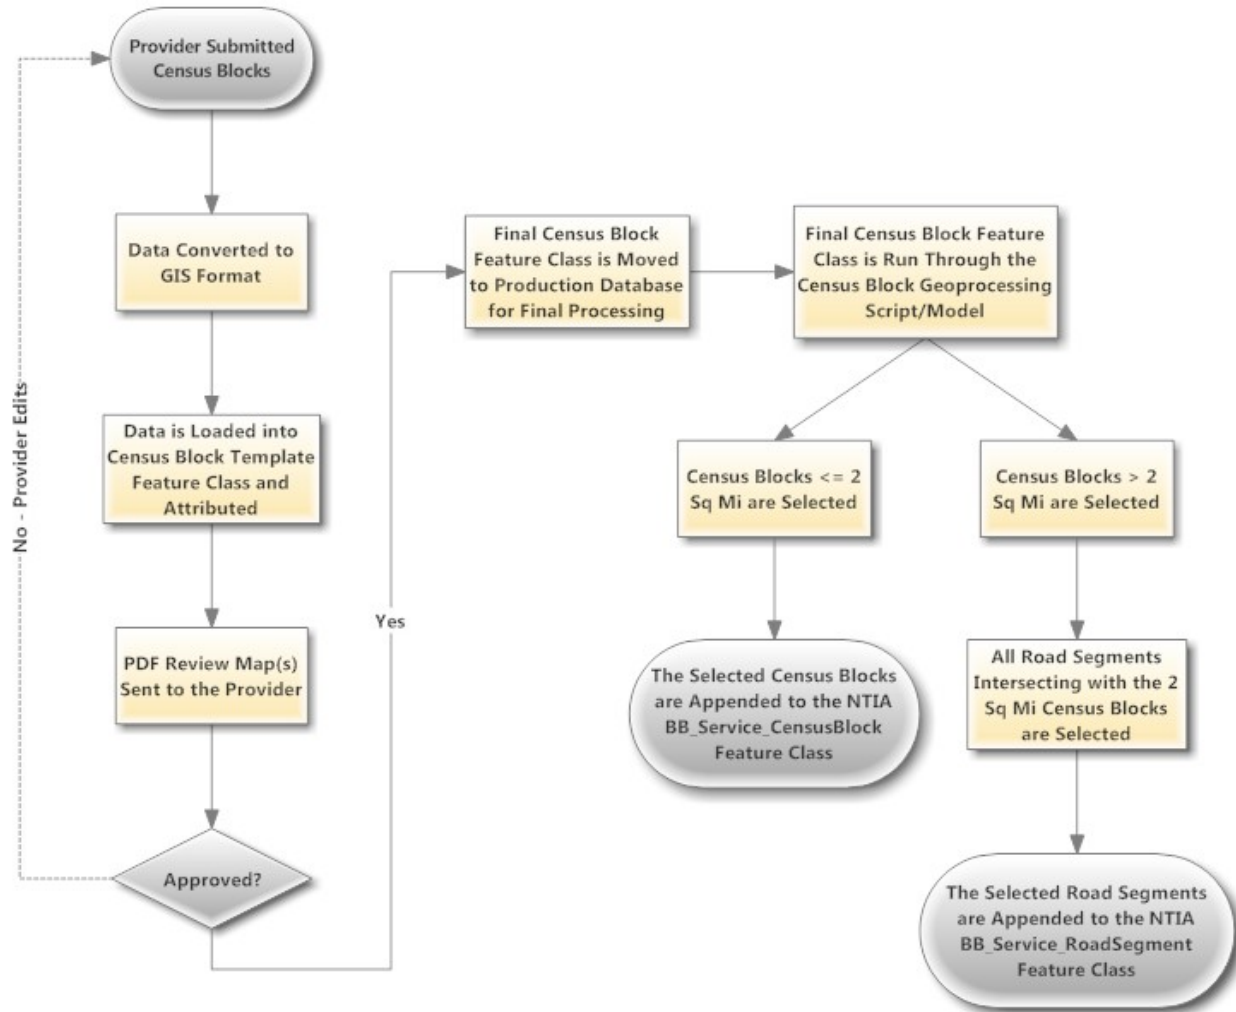 Provider Submitted
Census Blocks
Data Converted to
GIS Format
Data is Loaded into
Census Block Template
Feature Class and
Attributed
PDF Review Map(s)
Sent to the Provider
Approved?
No - Provider Edits
Yes
Final Census Block
Feature Class is Moved
to Production Database
for Final Processing
Final Census Block Feature
Class is Run Through the
Census Block Geoprocessing
Script/Model
Census Blocks <= 2
Sq Mi are Selected
The Selected Census Blocks
are Appended to the NTIA
BB_Service_CensusBlock
Feature Class
Census Blocks > 2
Sq Mi are Selected
All Road Segments
Intersecting with the 2
Sq Mi Census Blocks
are Selected
The Selected Road Segments
are Appended to the NTIA
BB_Service_RoadSegment
Feature Class